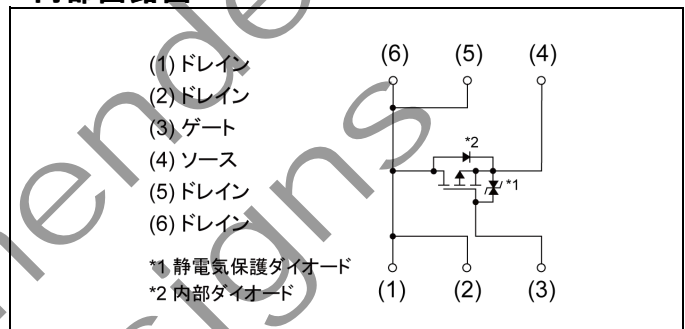 (1) ドレイン
(2) ドレイン
(3) ゲート
(4) ソース
(5) ドレイン
(6) ドレイン
*1 静電気保護ダイオード
*2 内部ダイオード
(6) (5) (4)
*2
*1
(1) (2) (3)